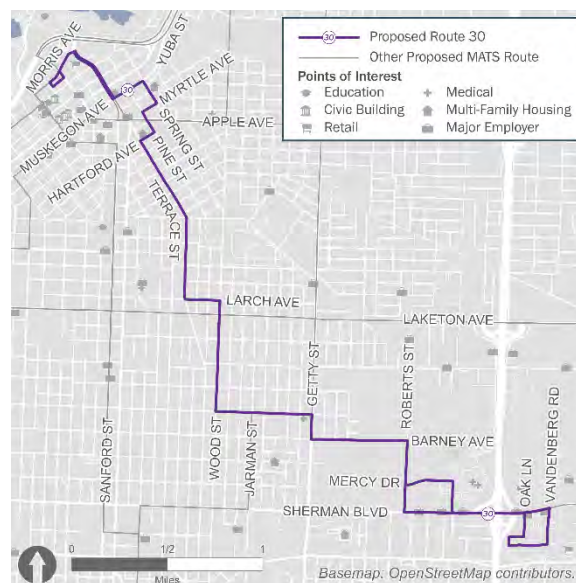 30 Proposed Route 30
Other Proposed MATS Route
Points of Interest
Education
Medical
Civic Building
Multi-Family Housing
Retail
Major Employer
MORRIS AVE
YUBA ST
30
MYRTLE AVE
MUSKEGON AVE
SPRING ST
APPLE AVE
PINE ST
HARTFORD AVE
TERRACE ST
LARCH AVE
LAKETON AVE
GETTY ST
ROBERTS ST
SANFORD ST
WOOD ST
JARMAN ST
BARNEY AVE
VANDENBERG RD
OAK LN
MERCY DR
SHERMAN BLVD
30
0 1/2 1
Miles
Basemap. OpenStreetMap contributors.